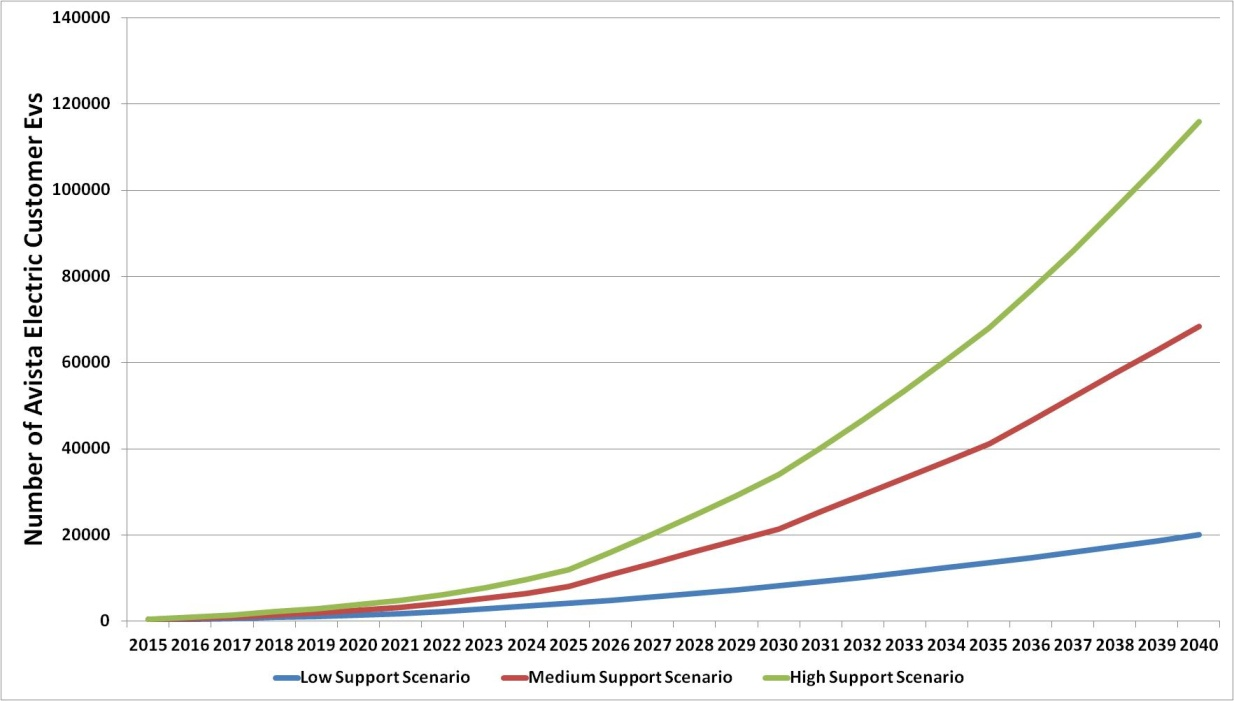 140000
120000
100000
80000
60000
40000
20000
0
Number of Avista Electric Customer Evs
2015 2016 2017 2018 2019 2020 2021 2022 2023 2024 2025 2026 2027 2028 2029 2030 2031 2032 2033 2034 2035 2036 2037 2038 2039 2040
Low Support Scenario Medium Support Scenario High Support Scenario